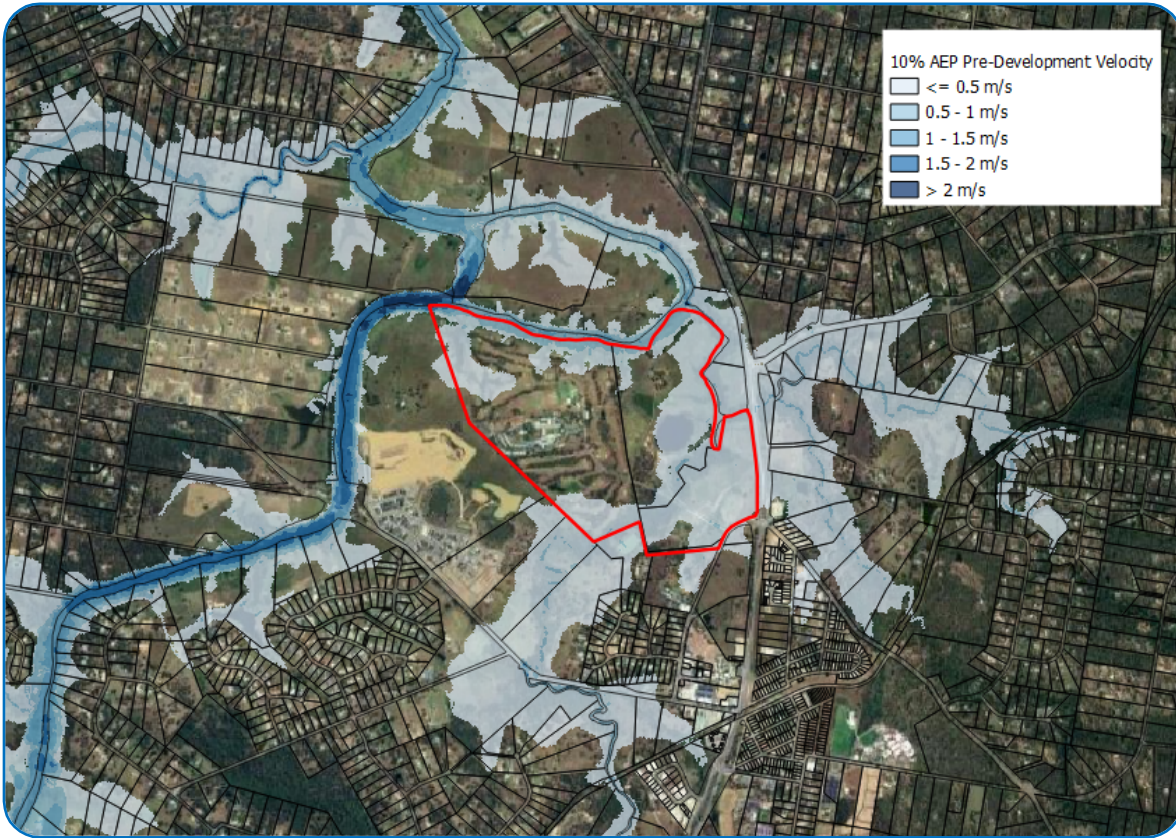 10% AEP Pre-Development Velocity
<= 0.5 m/s
0.5 - 1 m/s
1 - 1.5 m/s
1.5 - 2 m/s
> 2 m/s